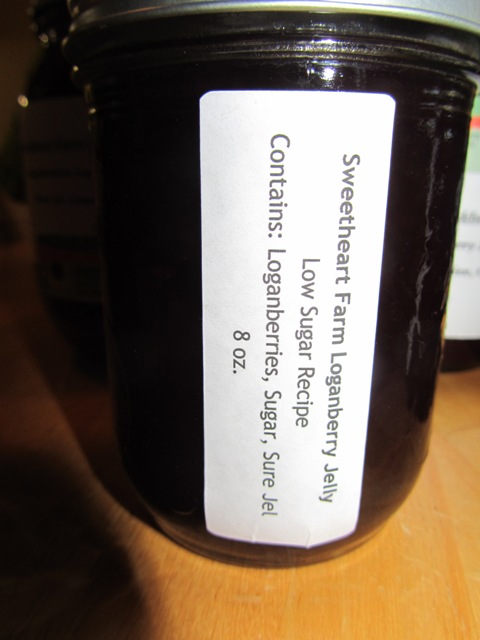 Sweetheart Farm Loganberry Jelly
Low Sugar Recipe
Contains: Loganberries, Sugar, Sure Jel
8 oz.